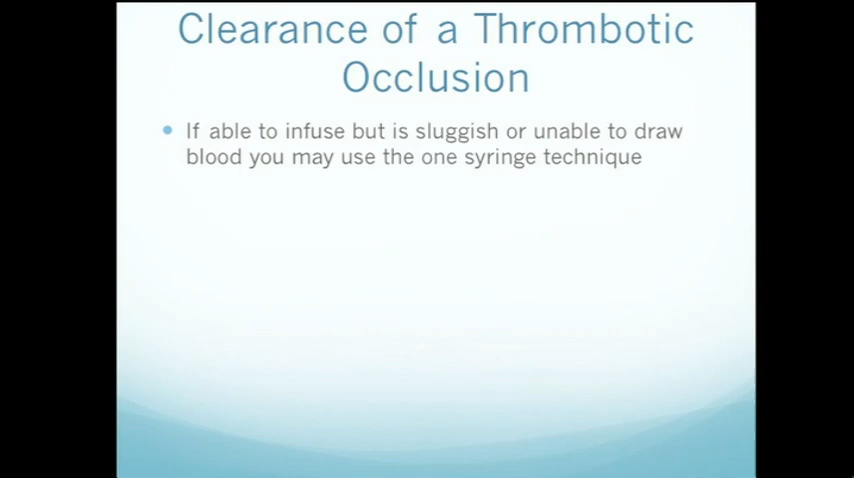 Clearance of a Thrombotic
Occlusion
If able to infuse but is sluggish or unable to draw
blood you may use the one syringe technique